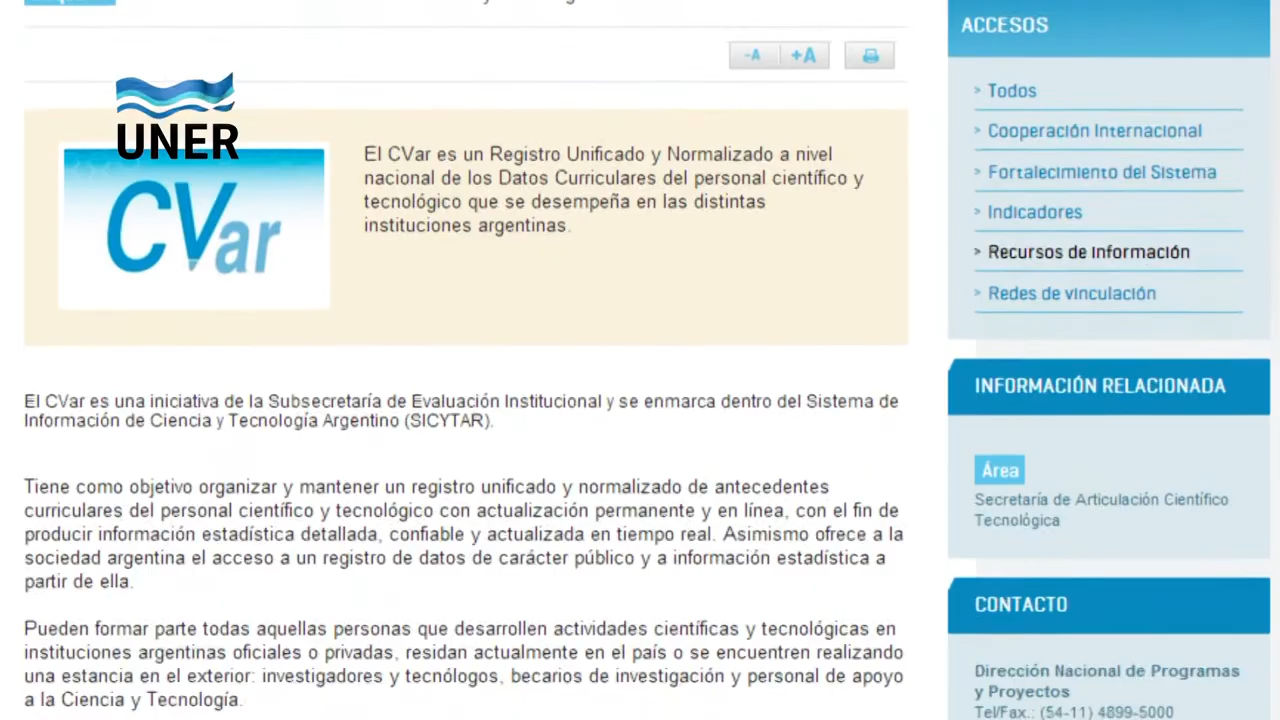 -A +A
UNER
CVar
El CVar es un Registro Unificado y Normalizado a nivel
nacional de los Datos Curriculares del personal científico y
tecnológico que se desempeña en las distintas
instituciones argentinas.
El CVar es una iniciativa de la Subsecretaría de Evaluación Institucional y se enmarca dentro del Sistema de
Información de Ciencia y Tecnología Argentino (SICYTAR).
Tiene como objetivo organizar y mantener un registro unificado y normalizado de antecedentes
curriculares del personal científico y tecnológico con actualización permanente y en línea, con el fin de
producir información estadística detallada, confiable y actualizada en tiempo real. Asimismo ofrece a la
sociedad argentina el acceso a un registro de datos de carácter público y a información estadística a
partir de ella.
Pueden formar parte todas aquellas personas que desarrollen actividades científicas y tecnológicas en
instituciones argentinas oficiales o privadas, residan actualmente en el país o se encuentren realizando
una estancia en el exterior: investigadores y tecnólogos, becarios de investigación y personal de apoyo
a la Ciencia y Tecnología.
ACCESOS
> Todos
> Cooperación Internacional
> Fortalecimiento del Sistema
> Indicadores
> Recursos de información
> Redes de vinculación
INFORMACIÓN RELACIONADA
Área
Secretaría de Articulación Científico
Tecnológica
CONTACTO
Dirección Nacional de Programas
y Proyectos
Tel/Fax.: (54-11) 4899-5000